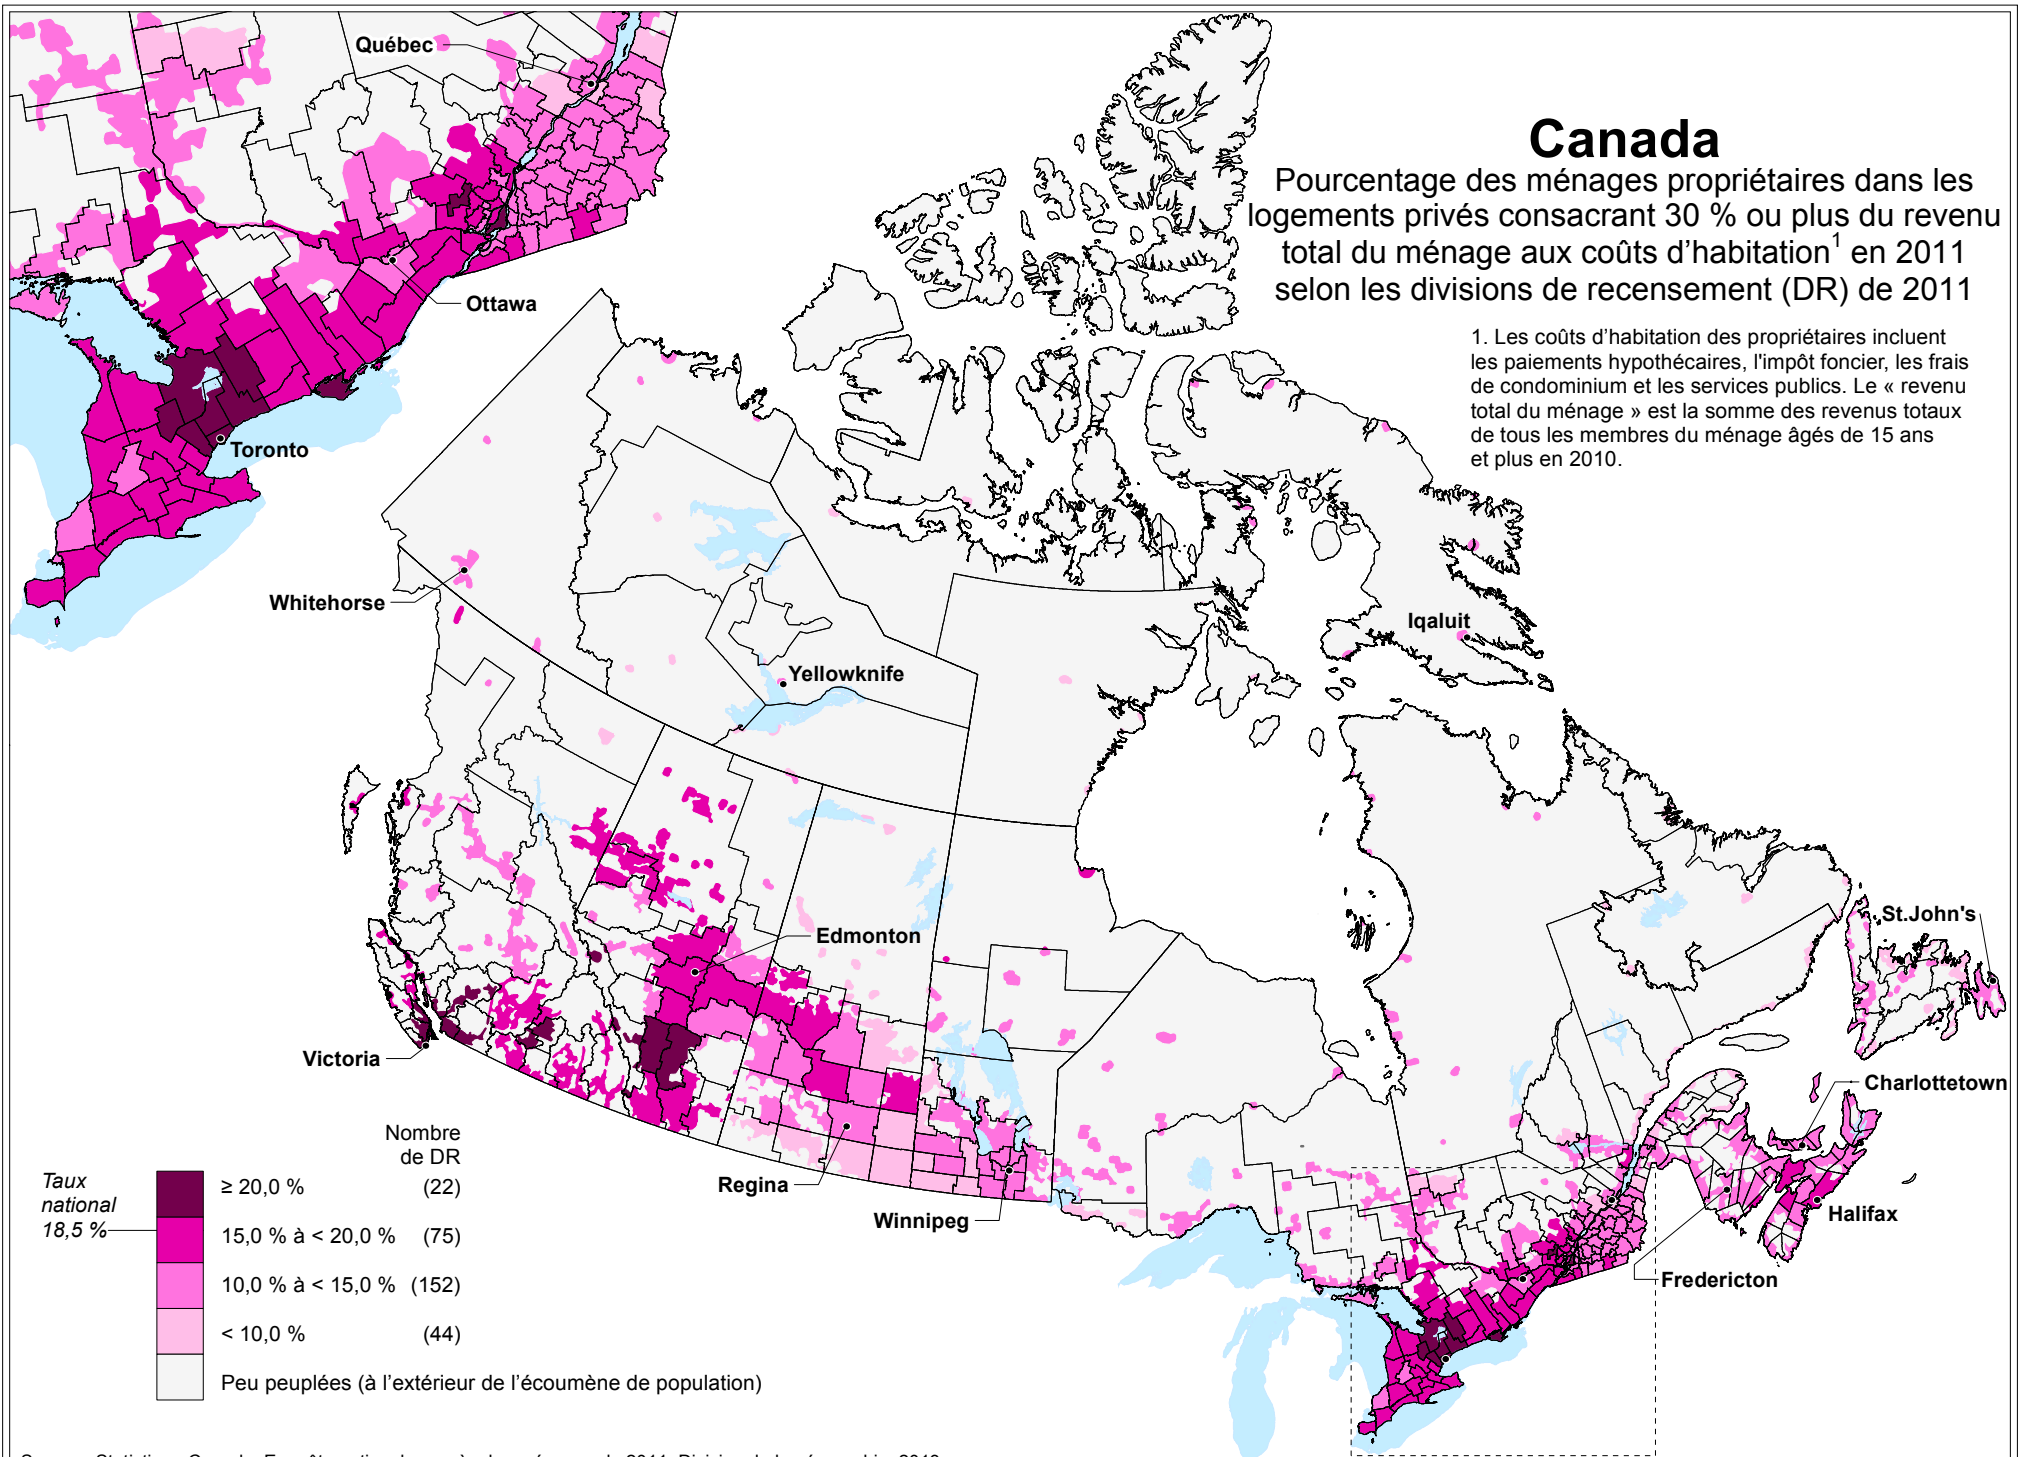 Canada
Pourcentage des ménages propriétaires dans les
logements privés consacrant 30 % ou plus du revenu
total du ménage aux coûts d'habitation1 en 2011
selon les divisions de recensement (DR) de 2011
1. Les coûts d'habitation des propriétaires incluent
les paiements hypothécaires, l'impôt foncier, les frais
de condominium et les services publics. Le « revenu
total du ménage » est la somme des revenus totaux
de tous les membres du ménage âgés de 15 ans
et plus en 2010.
Québec
Ottawa
Toronto
Whitehorse
Yellowknife
Iqaluit
Edmonton
St.John's
Victoria
Charlottetown
Regina
Winnipeg
Halifax
Fredericton
Nombre
de DR
Taux
national
18,5 %
≥ 20,0 % (22)
15,0 % à < 20,0 % (75)
10,0 % à < 15,0 % (152)
< 10,0 % (44)
Peu peuplées (à l'extérieur de l'écoumène de population)